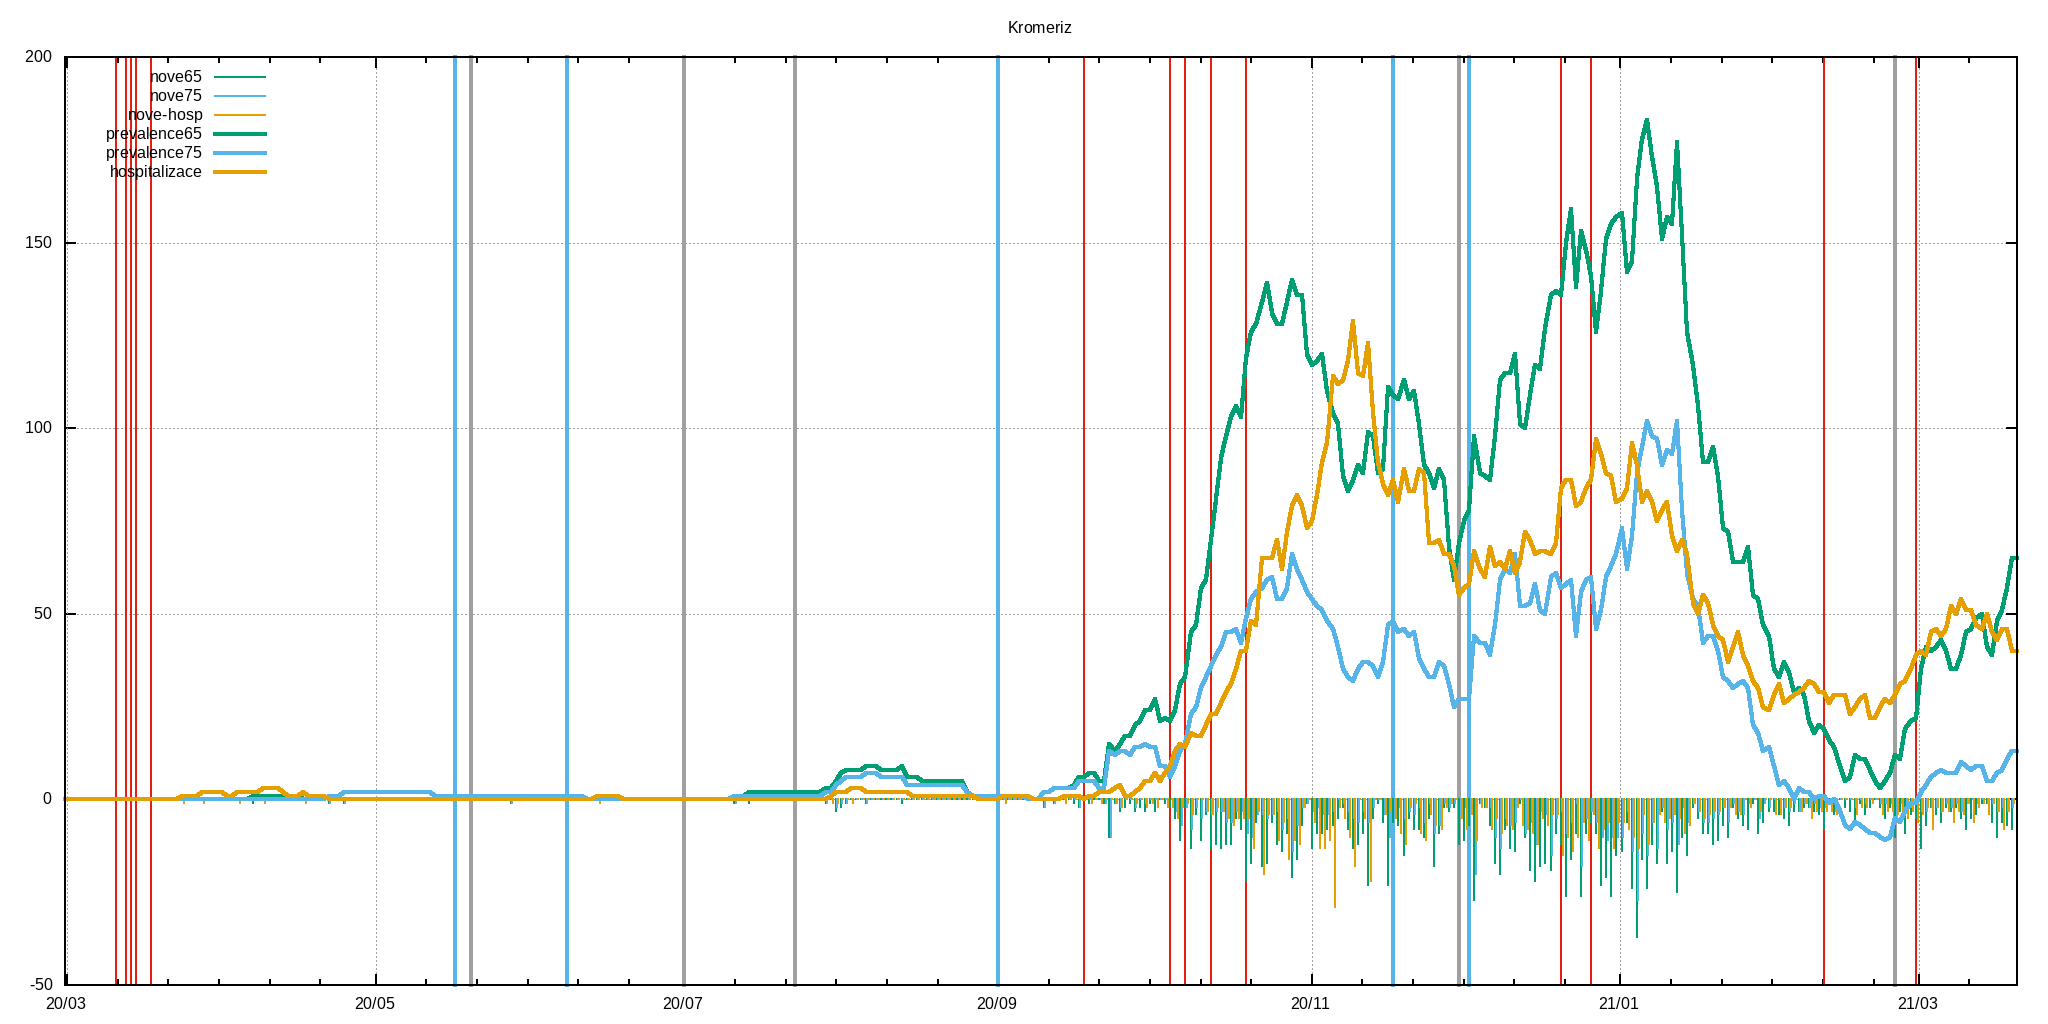 Kromeriz
200
150
100
50
0
-50
nove65
nove75
nove-hosp
prevalence65
prevalence75
hospitalizace
20/03 20/05 20/07 20/09 20/11 21/01 21/03